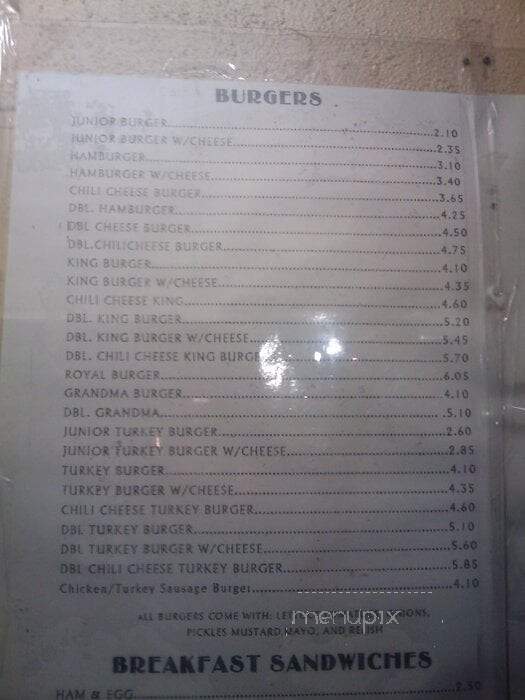 BURGERS
JUNIOR BURGER........2.10
JUNIOR BURGER W/CHEESE........2.35
HAMBURGER........3.10
HAMBURGER W/CHEESE........3.40
CHILI CHEESE BURGER........3.65
DBL. HAMBURGER........4.25
DBL CHEESE BURGER........4.50
DBL.CHILICHEESE BURGER........4.75
KING BURGER........4.10
KING BURGER W/CHEESE........4.35
CHILI CHEESE KING........4.60
DBL. KING BURGER........5.20
DBL. KING BURGER W/CHEESE........5.45
DBL. CHILI CHEESE KING BURGE........5.70
ROYAL BURGER........6.05
GRANDMA BURGER........4.10
DBL. GRANDMA........5.10
JUNIOR TURKEY BURGER........2.60
JUNIOR TURKEY BURGER W/CHEESE........2.85
TURKEY BURGER........4.10
TURKEY BURGER W/CHEESE........4.35
CHILI CHEESE TURKEY BURGER........4.60
DBL TURKEY BURGER........5.10
DBL TURKEY BURGER W/CHEESE........5.60
DBL CHILI CHEESE TURKEY BURGER........5.85
Chicken/Turkey Sausage Burger........4.10
ALL BURGERS COME WITH:
menupix
PICKLES MUSTARD,MAYO, AND RELISH
BREAKFAST SANDWICHES
HAM & EGG........2.50